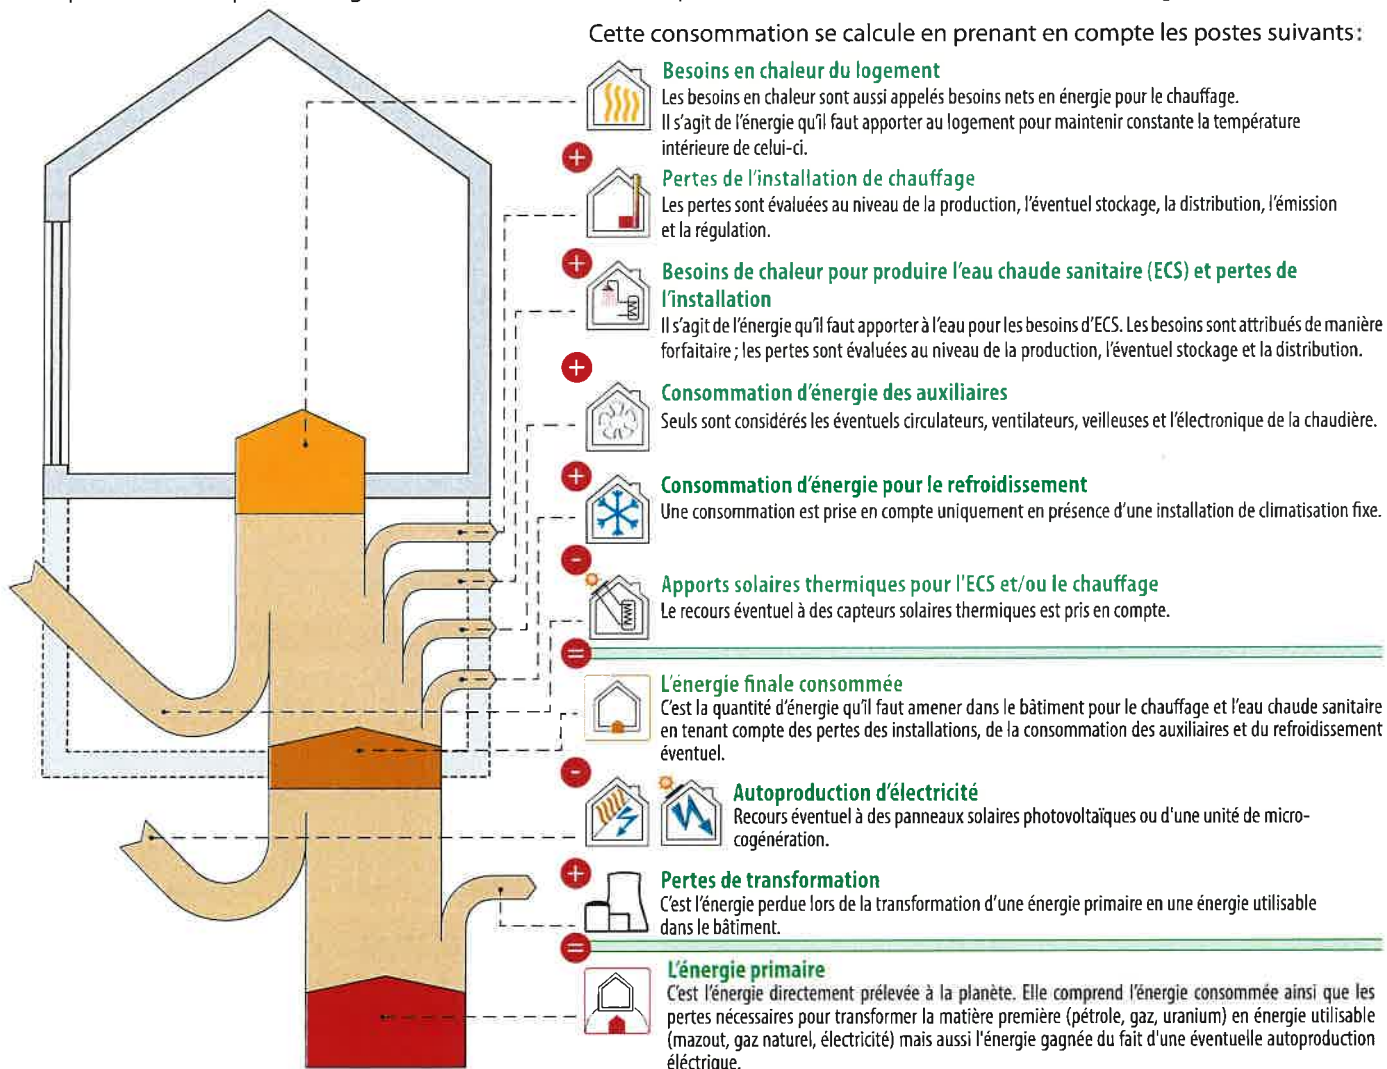 Cette consommation se calcule en prenant en compte les postes suivants :
Besoins en chaleur du logement
Les besoins en chaleur sont aussi appelés besoins nets en énergie pour le chauffage.
Il s'agit de l'énergie qu'il faut apporter au logement pour maintenir constante la température
intérieure de celui-ci.
+
Pertes de l'installation de chauffage
Les pertes sont évaluées au niveau de la production, l'éventuel stockage, la distribution, l'émission
et la régulation.
+
Besoins de chaleur pour produire l'eau chaude sanitaire (ECS) et pertes de
l'installation
Il s'agit de l'énergie qu'il faut apporter à l'eau pour les besoins d'ECS. Les besoins sont attribués de manière
forfaitaire ; les pertes sont évaluées au niveau de la production, l'éventuel stockage et la distribution.
+
Consommation d'énergie des auxiliaires
Seuls sont considérés les éventuels circulateurs, ventilateurs, veilleuses et l'électronique de la chaudière.
+
Consommation d'énergie pour le refroidissement
Une consommation est prise en compte uniquement en présence d'une installation de climatisation fixe.
-
Apports solaires thermiques pour l'ECS et/ou le chauffage
Le recours éventuel à des capteurs solaires thermiques est pris en compte.
=
L'énergie finale consommée
C'est la quantité d'énergie qu'il faut amener dans le bâtiment pour le chauffage et l'eau chaude sanitaire
en tenant compte des pertes des installations, de la consommation des auxiliaires et du refroidissement
éventuel.
-
Autoproduction d'électricité
Recours éventuel à des panneaux solaires photovoltaïques ou d'une unité de micro-
cogénération.
+
Pertes de transformation
C'est l'énergie perdue lors de la transformation d'une énergie primaire en une énergie utilisable
dans le bâtiment.
=
L'énergie primaire
C'est l'énergie directement prélevée à la planète. Elle comprend l'énergie consommée ainsi que les
pertes nécessaires pour transformer la matière première (pétrole, gaz, uranium) en énergie utilisable
(mazout, gaz naturel, électricité) mais aussi l'énergie gagnée du fait d'une éventuelle autoproduction
éléctrique.